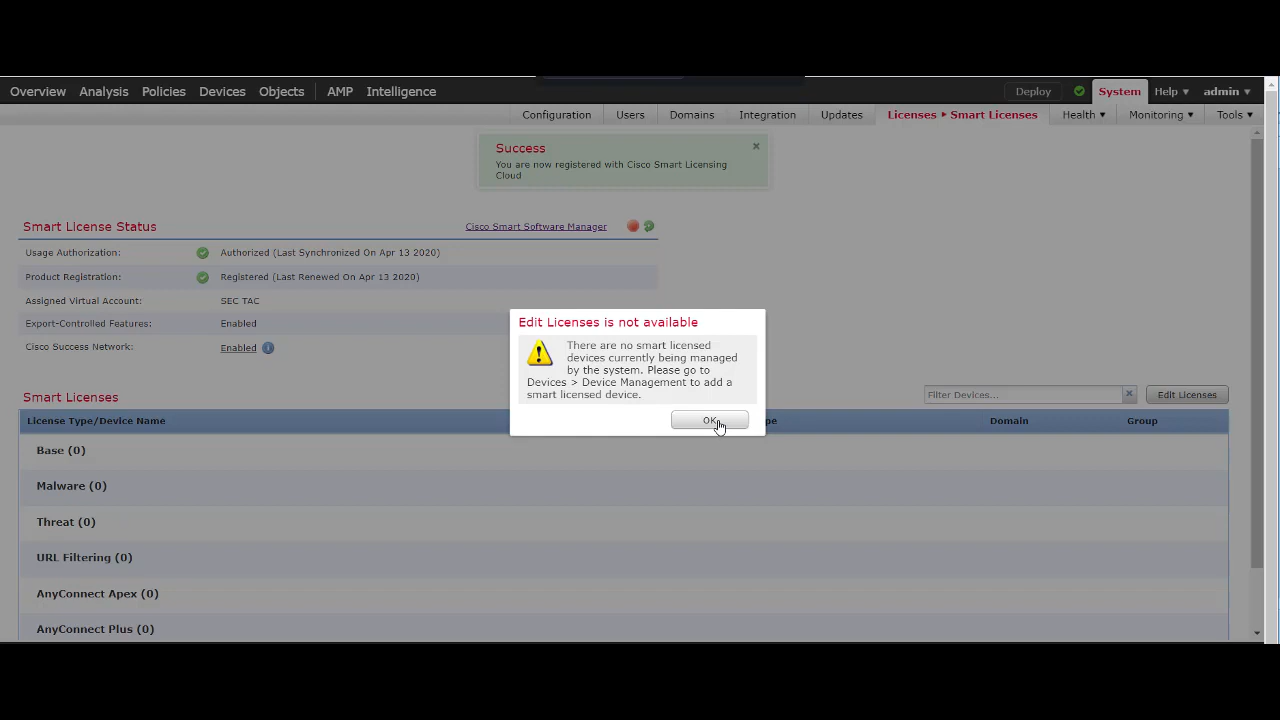 Overview Analysis Policies Devices Objects AMP Intelligence Deploy System Help admin
Configuration Users Domains Integration Updates Licenses ▸ Smart Licenses Health Monitoring Tools
Success
You are now registered with Cisco Smart Licensing
Cloud
Smart License Status Cisco Smart Software Manager
Usage Authorization: Authorized (Last Synchronized On Apr 13 2020)
Product Registration: Registered (Last Renewed On Apr 13 2020)
Assigned Virtual Account: SEC TAC
Export-Controlled Features: Enabled
Cisco Success Network: Enabled
Edit Licenses is not available
There are no smart licensed
devices currently being managed
by the system. Please go to
Devices > Device Management to add a
smart licensed device.
OK
Smart Licenses Filter Devices... Edit Licenses
License Type/Device Name Domain Group
Base (0)
Malware (0)
Threat (0)
URL Filtering (0)
AnyConnect Apex (0)
AnyConnect Plus (0)